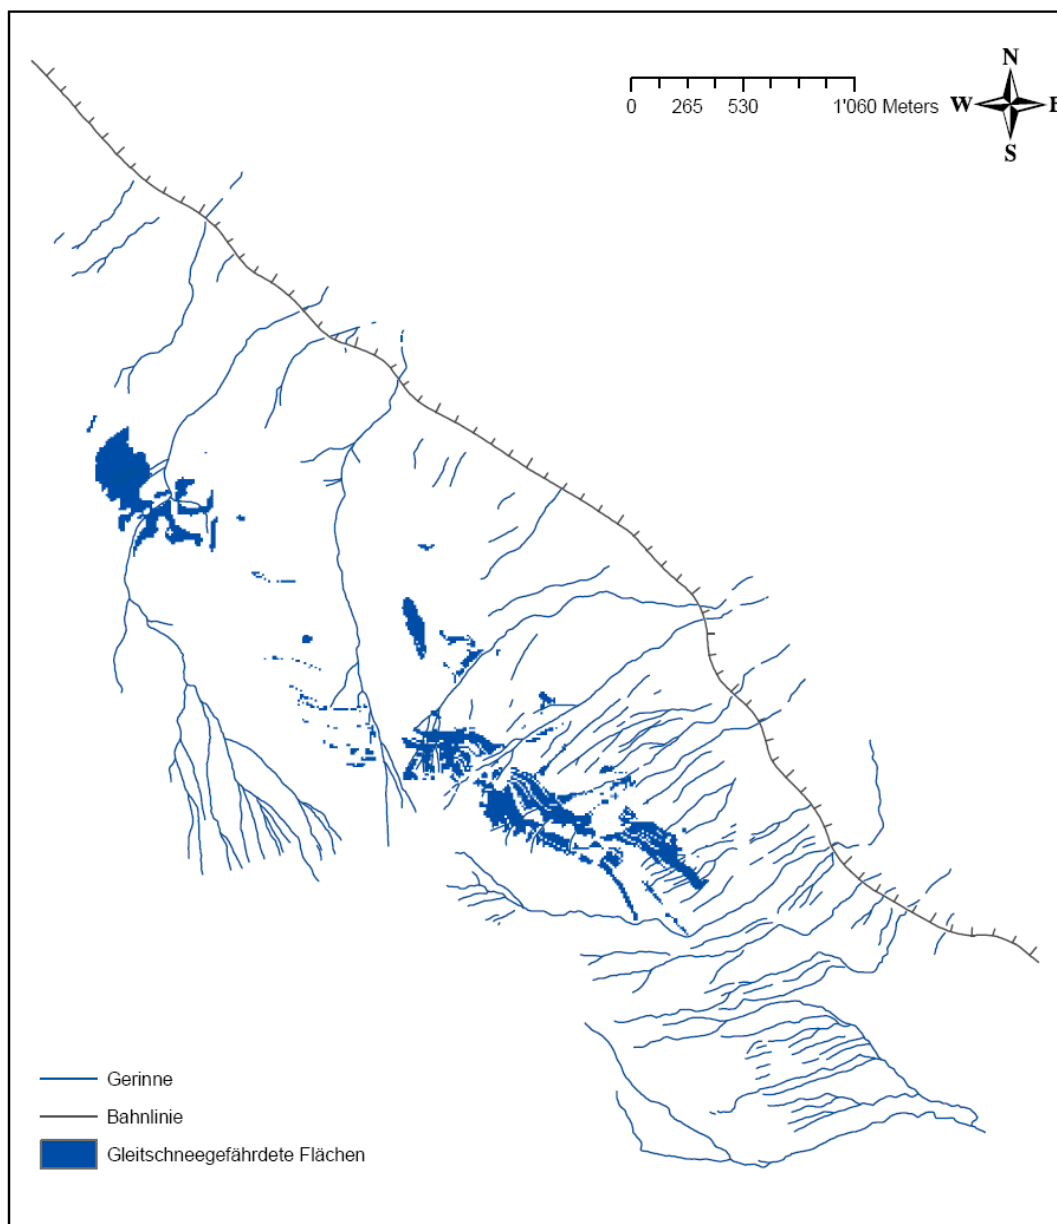 N
0 265 530 1'060 Meters W E
S
Gerinne
Bahnlinie
Gleitschneegefährdete Flächen